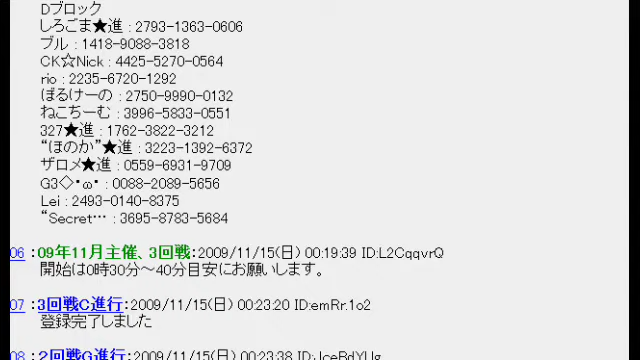 Dブロック
しろごま★進 : 2793-1363-0606
ブル : 1418-9088-3818
CK☆Nick : 4425-5270-0564
rio : 2235-6720-1292
ぼるけーの : 2750-9990-0132
ねこちーむ : 3996-5833-0551
327★進 : 1762-3822-3212
“ほのか”★進 : 3223-1392-6372
ザロメ★進 : 0559-6931-9709
G3◇・ω・ : 0088-2089-5656
Lei : 2493-0140-8375
“Secret… : 3695-8783-5684
06 :09年11月主催、3回戦:2009/11/15(日) 00:19:39 ID:L2CqqvrQ
開始は0時30分～40分目安にお願いします。
07 :3回戦C進行:2009/11/15(日) 00:23:20 ID:emRr.1o2
登録完了しました
08 :2回戦G進行:2009/11/15(日) 00:23:38 ID:JceBdYUg